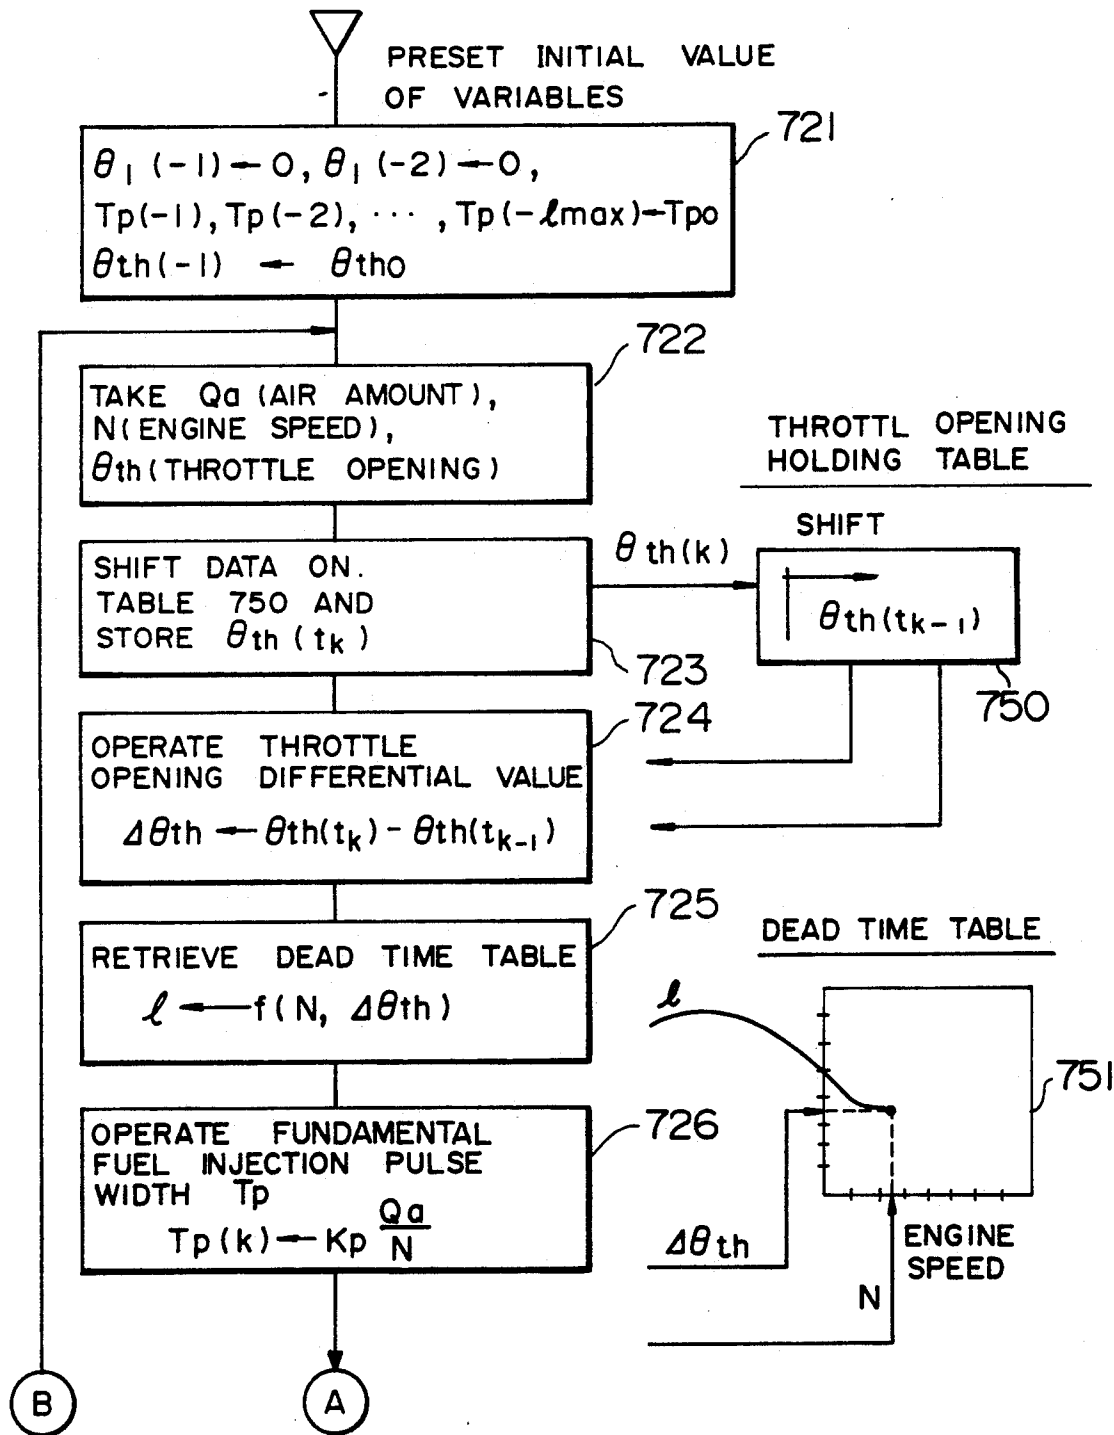 PRESET INITIAL VALUE
OF VARIABLES
721
θ₁(-1)←0, θ₁(-2)←0,
Tp(-1), Tp(-2), ···, Tp(-ℓmax)←Tpo
θth(-1) ← θtho
722
TAKE Qa (AIR AMOUNT),
N(ENGINE SPEED),
θth(THROTTLE OPENING)
THROTTL OPENING
HOLDING TABLE
SHIFT
SHIFT DATA ON.
TABLE 750 AND
STORE θth(tk)
723
θth(k)
θth(tk-1)
750
724
OPERATE THROTTLE
OPENING DIFFERENTIAL VALUE
Δθth ← θth(tk) - θth(tk-1)
725
RETRIEVE DEAD TIME TABLE
ℓ ← f(N, Δθth)
DEAD TIME TABLE
ℓ
751
726
OPERATE FUNDAMENTAL
FUEL INJECTION PULSE
WIDTH Tp
Tp(k) ← Kp Qa/N
Δθth
ENGINE
SPEED
N
B
A